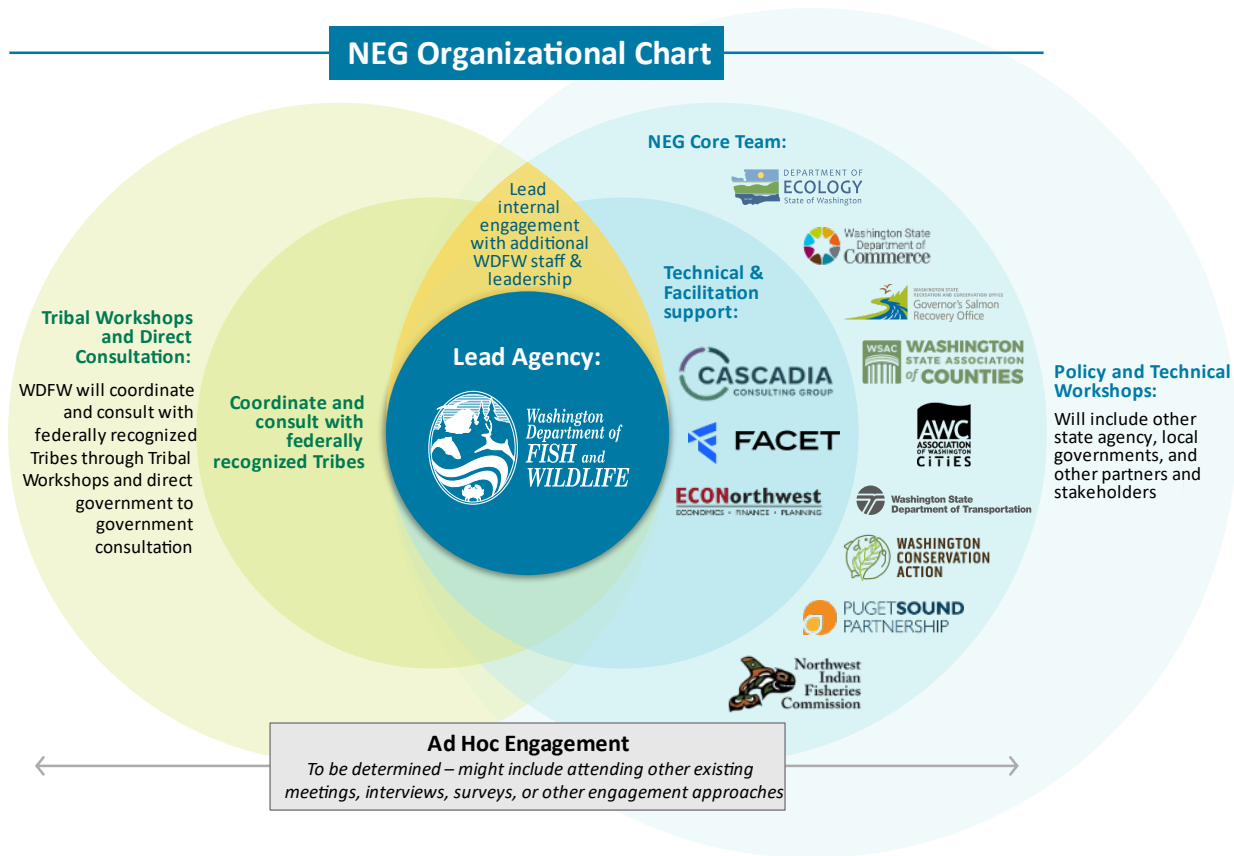 NEG Organizational Chart
NEG Core Team:
DEPARTMENT OF
ECOLOGY
State of Washington
Washington State
Department of
Commerce
WASHINGTON STATE
RECREATION AND CONSERVATION OFFICE
Governor's Salmon
Recovery Office
WSAC
WASHINGTON
STATE ASSOCIATION
of COUNTIES
AWC
ASSOCIATION
OF WASHINGTON
CiTiES
Washington State
Department of Transportation
WASHINGTON
CONSERVATION
ACTION
PUGETSOUND
PARTNERSHIP
Northwest
Indian
Fisheries
Commission
Lead
internal
engagement
with additional
WDFW staff &
leadership
Technical &
Facilitation
support:
CASCADIA
CONSULTING GROUP
FACET
ECONorthwest
ECONOMICS • FINANCE • PLANNING
Lead Agency:
Washington
Department of
FISH and
WILDLIFE
Tribal Workshops
and Direct
Consultation:
WDFW will coordinate
and consult with
federally recognized
Tribes through Tribal
Workshops and direct
government to
government
consultation
Coordinate and
consult with
federally
recognized Tribes
Policy and Technical
Workshops:
Will include other
state agency, local
governments, and
other partners and
stakeholders
Ad Hoc Engagement
To be determined – might include attending other existing
meetings, interviews, surveys, or other engagement approaches